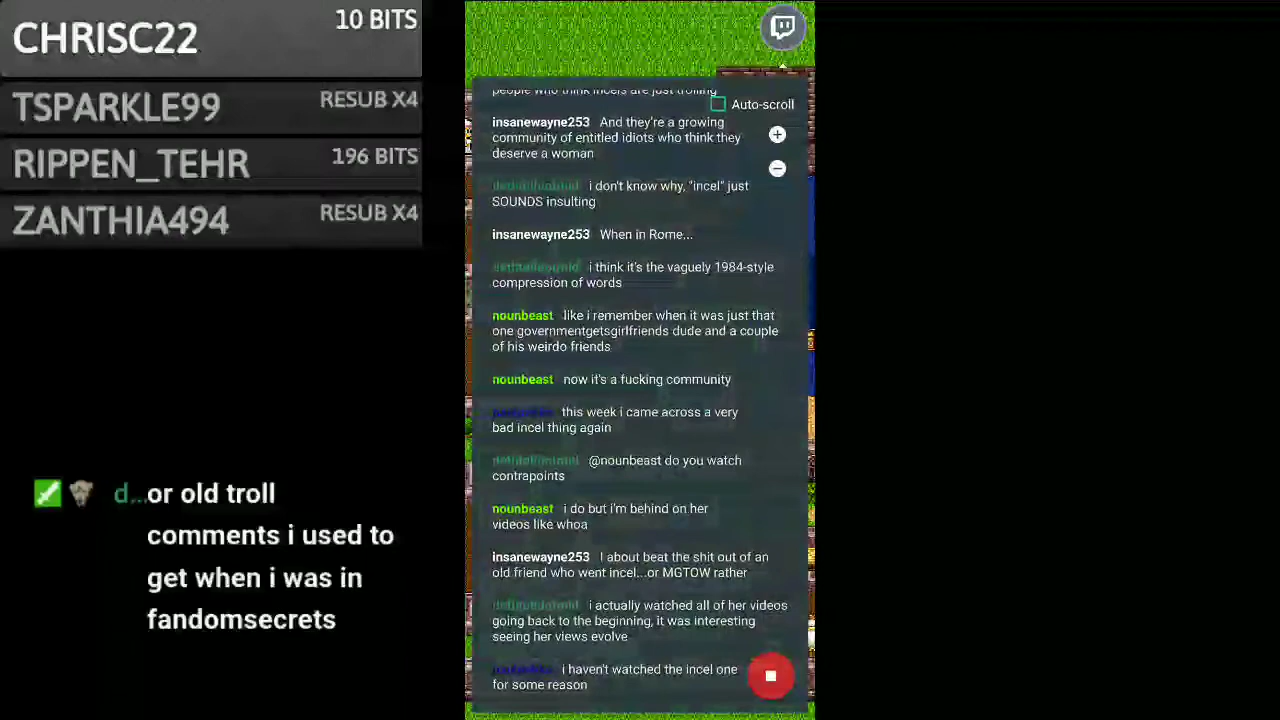 CHRISC22
10 BITS
TSPARKLE99
RESUB X4
RIPPEN_TEHR
196 BITS
ZANTHIA494
RESUB X4
d...or old troll
comments i used to
get when i was in
fandomsecrets
people who think incels are just trolling
Auto-scroll
insanewayne253 And they're a growing
community of entitled idiots who think they
deserve a woman
i don't know why, "incel" just
SOUNDS insulting
insanewayne253 When in Rome...
i think it's the vaguely 1984-style
compression of words
nounbeast like i remember when it was just that
one governmentgetsgirlfriends dude and a couple
of his weirdo friends
nounbeast now it's a fucking community
this week i came across a very
bad incel thing again
@nounbeast do you watch
contrapoints
nounbeast i do but i'm behind on her
videos like whoa
insanewayne253 I about beat the shit out of an
old friend who went incel...or MGTOW rather
i actually watched all of her videos
going back to the beginning, it was interesting
seeing her views evolve
i haven't watched the incel one
for some reason